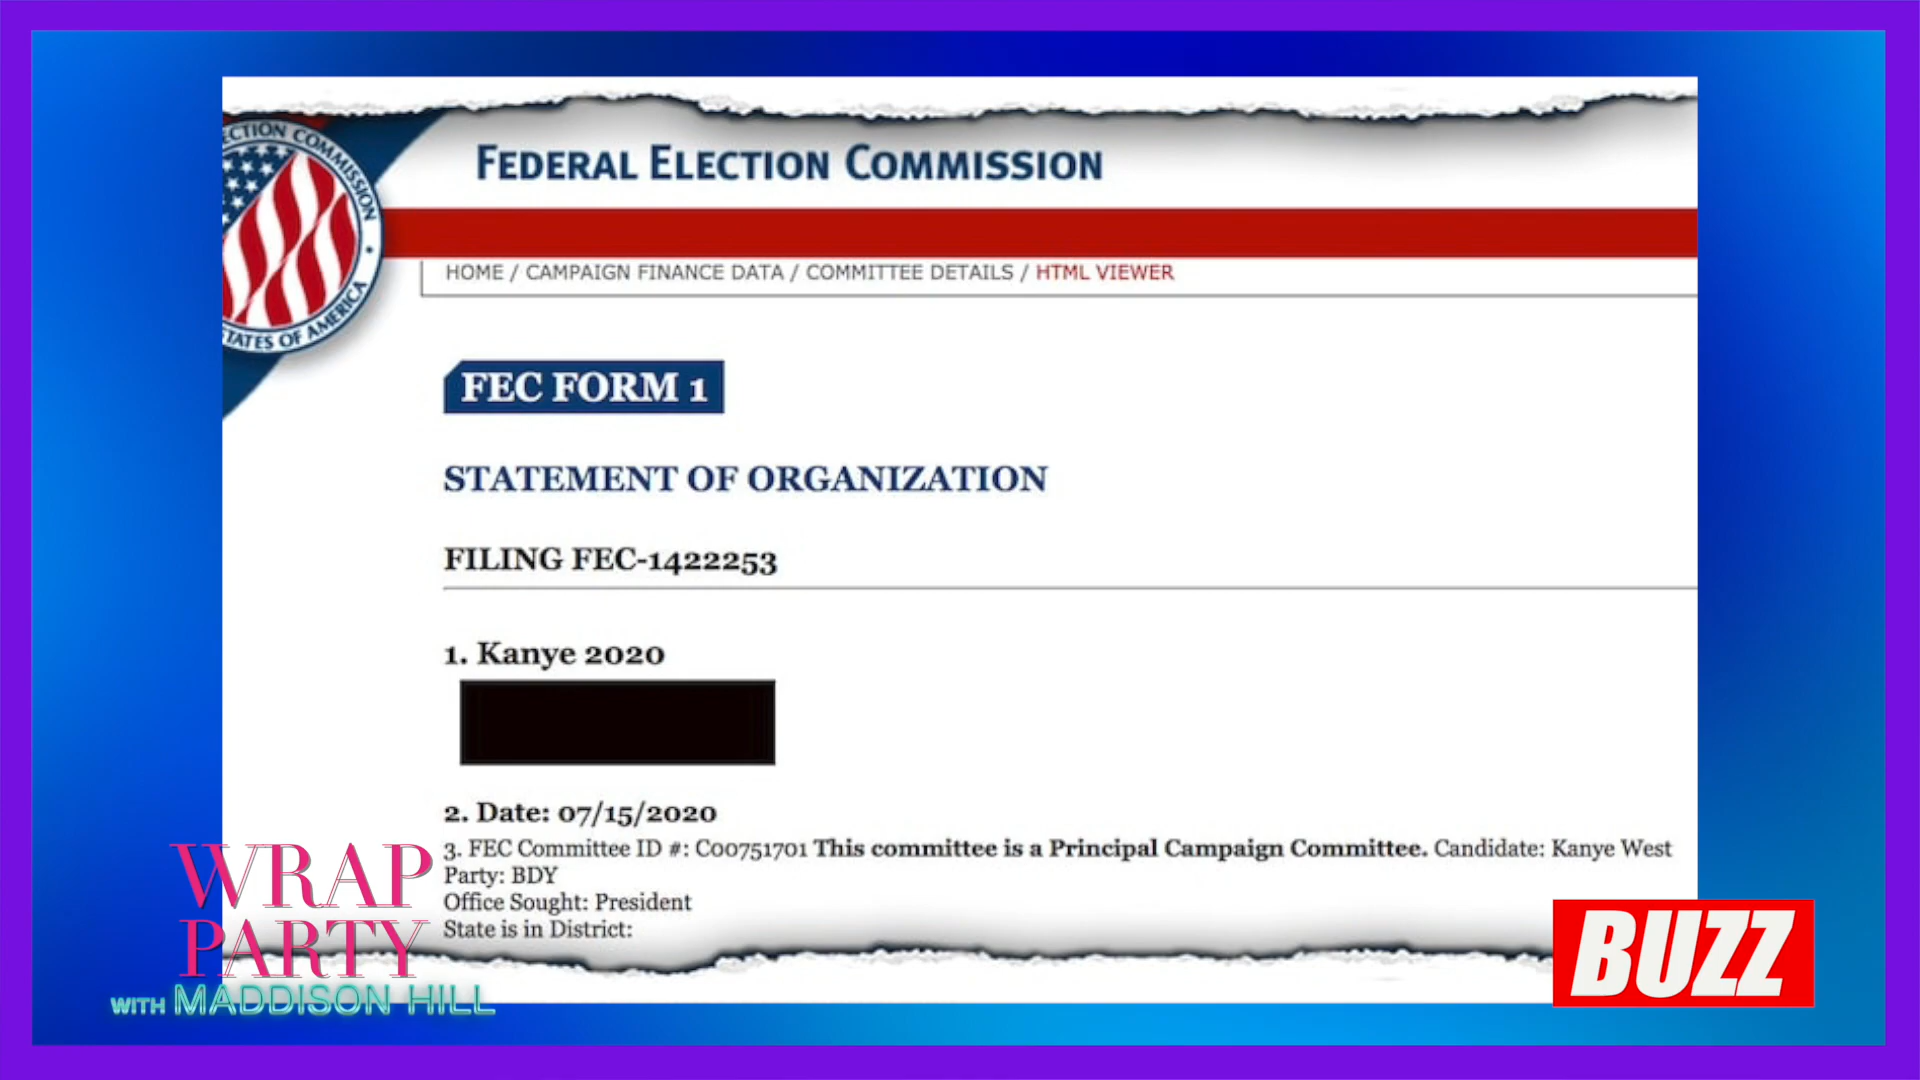 ECTION COMMISSION
TATES OF AMERICA
FEDERAL ELECTION COMMISSION
HOME / CAMPAIGN FINANCE DATA / COMMITTEE DETAILS / HTML VIEWER
FEC FORM 1
STATEMENT OF ORGANIZATION
FILING FEC-1422253
1. Kanye 2020
2. Date: 07/15/2020
3. FEC Committee ID #: C00751701 This committee is a Principal Campaign Committee. Candidate: Kanye West
Party: BDY
Office Sought: President
State is in District:
WRAP
PARTY
WITH MADDISON HILL
BUZZ